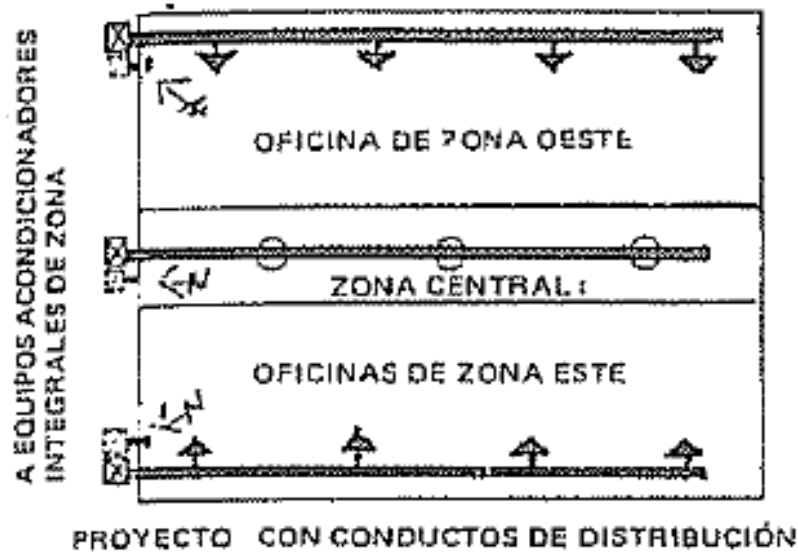 A EQUIPOS ACONDICIONADORES
INTEGRALES DE ZONA
OFICINA DE ZONA OESTE
ZONA CENTRAL
OFICINAS DE ZONA ESTE
PROYECTO CON CONDUCTOS DE DISTRIBUCIÓN